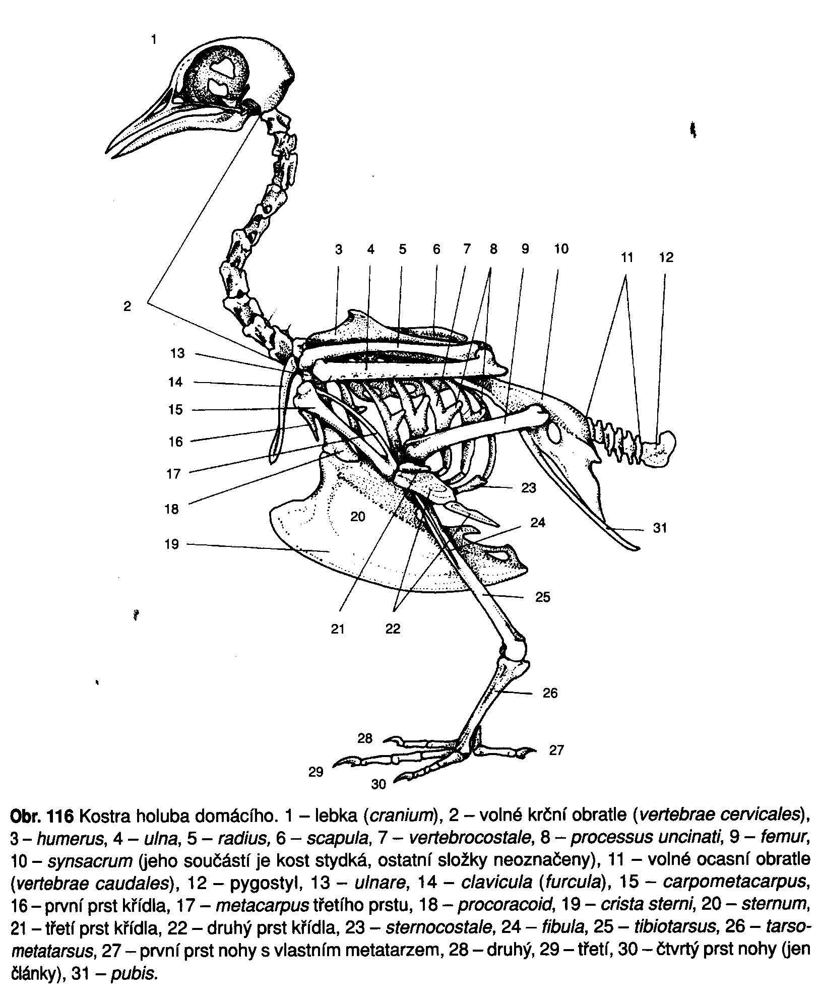 1
3 4 5 6 7 8 9 10
11 12
2
13
14
15
16
17
18
23
20
24
31
19
25
21 22
26
28
27
29
30
Obr. 116 Kostra holuba domácího. 1 – lebka (cranium), 2 – volné krční obratle (vertebrae cervicales),
3 – humerus, 4 – ulna, 5 – radius, 6 – scapula, 7 – vertebrocostale, 8 – processus uncinati, 9 – femur,
10 – synsacrum (jeho součástí je kost stydká, ostatní složky neoznačeny), 11 – volné ocasní obratle
(vertebrae caudales), 12 – pygostyl, 13 – ulnare, 14 – clavicula (furcula), 15 – carpometacarpus,
16 – první prst křídla, 17 – metacarpus třetího prstu, 18 – procoracoid, 19 – crista sterni, 20 – sternum,
21 – třetí prst křídla, 22 – druhý prst křídla, 23 – sternocostale, 24 – fibula, 25 – tibiotarsus, 26 – tarso-
metatarsus, 27 – první prst nohy s vlastním metatarzem, 28 – druhý, 29 – třetí, 30 – čtvrtý prst nohy (jen
články), 31 – pubis.